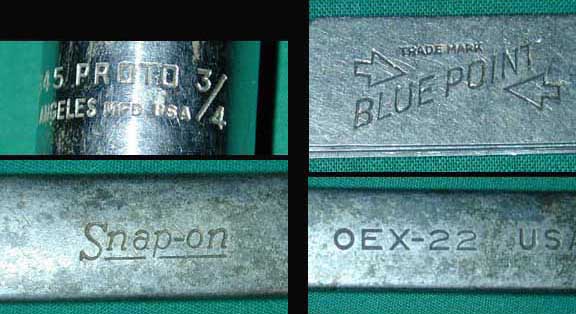 45 PROTO 3/4
ANGELES MFD. USA
TRADE MARK
BLUE POINT
Snap-on
OEX-22 USA